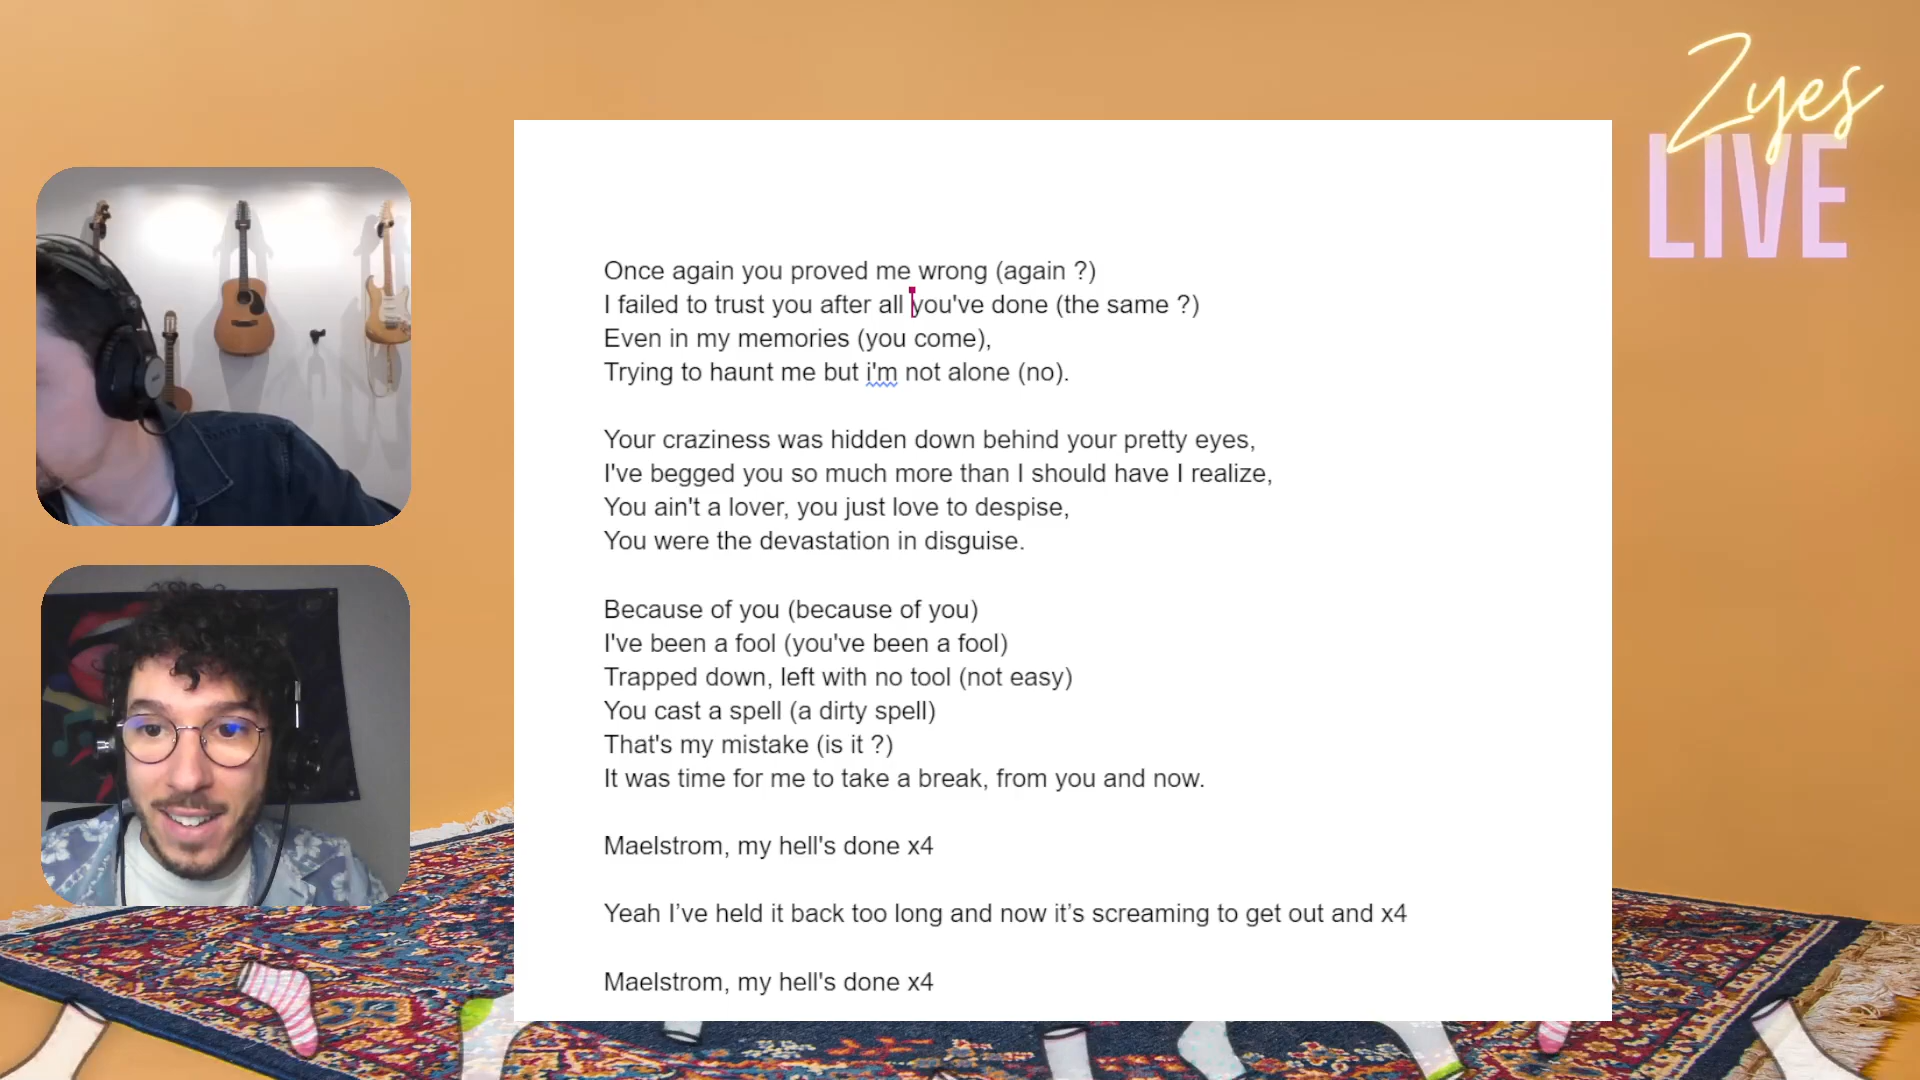 Zyes
LIVE
Once again you proved me wrong (again ?)
I failed to trust you after all you've done (the same ?)
Even in my memories (you come),
Trying to haunt me but i'm not alone (no).
Your craziness was hidden down behind your pretty eyes,
I've begged you so much more than I should have I realize,
You ain't a lover, you just love to despise,
You were the devastation in disguise.
Because of you (because of you)
I've been a fool (you've been a fool)
Trapped down, left with no tool (not easy)
You cast a spell (a dirty spell)
That's my mistake (is it ?)
It was time for me to take a break, from you and now.
Maelstrom, my hell's done x4
Yeah I’ve held it back too long and now it’s screaming to get out and x4
Maelstrom, my hell's done x4